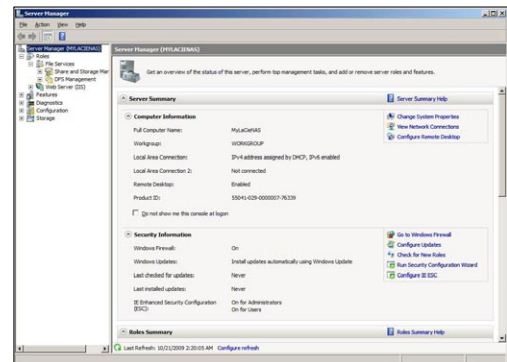 Server Manager
File Action View Help
Server Manager (MYLACIENAS)
Roles
File Services
Share and Storage Mar
DFS Management
Web Server (IIS)
Features
Diagnostics
Configuration
Storage
Server Manager (MYLACIENAS)
Get an overview of the status of this server, perform top management tasks, and add or remove server roles and features.
Server Summary
Server Summary Help
Computer Information
Full Computer Name: MyLaCieNAS
Workgroup: WORKGROUP
Local Area Connection: IPv4 address assigned by DHCP, IPv6 enabled
Local Area Connection 2: Not connected
Remote Desktop: Enabled
Product ID: 55041-029-0000007-76339
Do not show me this console at logon
Change System Properties
View Network Connections
Configure Remote Desktop
Security Information
Windows Firewall: On
Windows Updates: Install updates automatically using Windows Update
Last checked for updates: Never
Last installed updates: Never
IE Enhanced Security Configuration (ESC): On for Administrators
On for Users
Go to Windows Firewall
Configure Updates
Check for New Roles
Run Security Configuration Wizard
Configure IE ESC
Roles Summary
Roles Summary Help
Last Refresh: 10/21/2009 2:20:05 AM Configure refresh